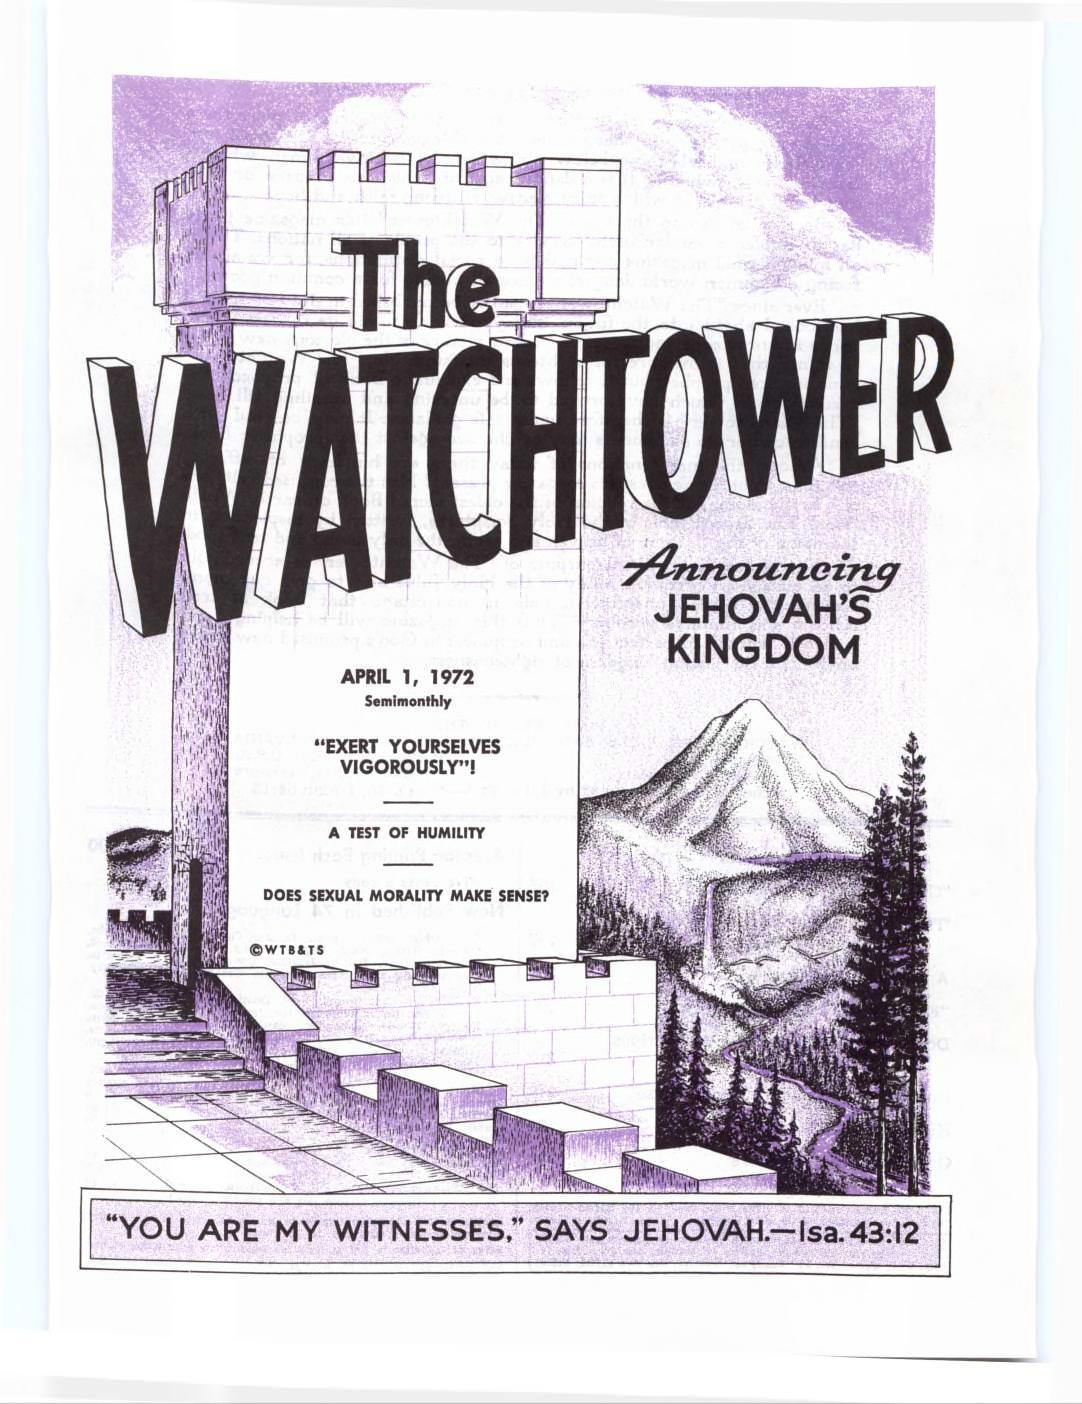 The
WATCHTOWER
Announcing
JEHOVAH'S
KINGDOM
APRIL 1, 1972
Semimonthly
“EXERT YOURSELVES
VIGOROUSLY”!
A TEST OF HUMILITY
DOES SEXUAL MORALITY MAKE SENSE?
©WTB&TS
“YOU ARE MY WITNESSES,” SAYS JEHOVAH.—Isa. 43:12